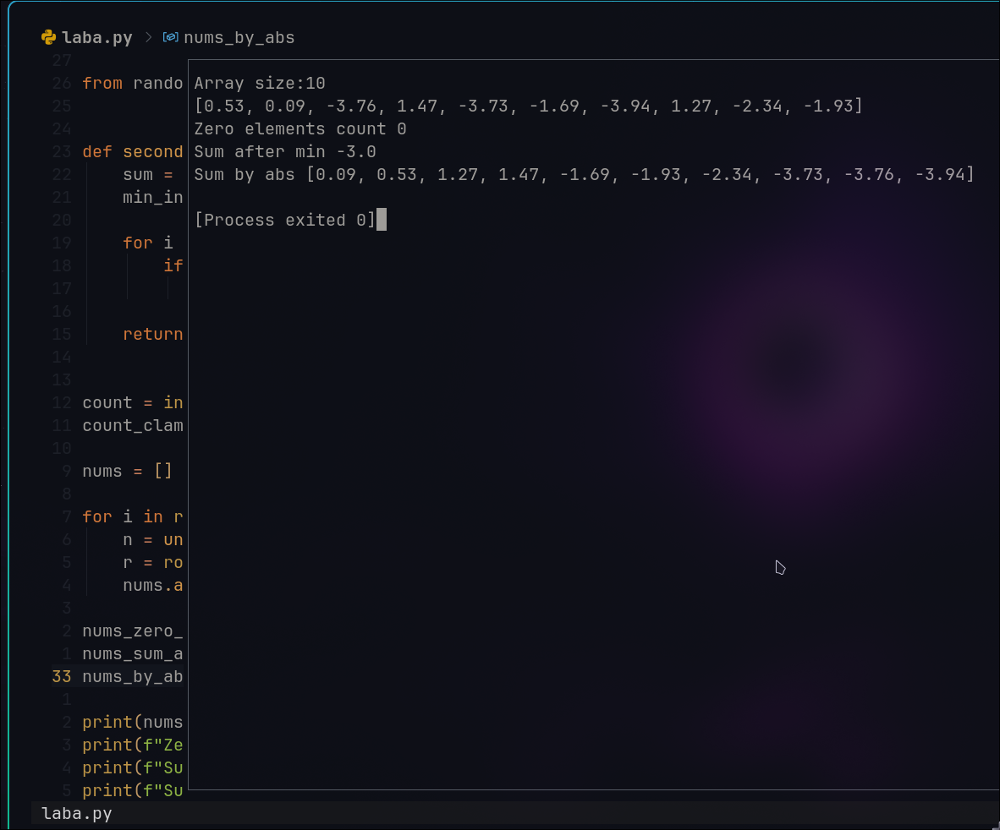 laba.py > nums_by_abs
27
26 from rando
25
24
23 def second
22 sum =
21 min_in
20
19 for i
18 if
17
16
15 return
14
13
12 count = in
11 count_clam
10
9 nums = []
8
7 for i in r
6 n = un
5 r = ro
4 nums.a
3
2 nums_zero_
1 nums_sum_a
33 nums_by_ab
1
2 print(nums
3 print(f"Ze
4 print(f"Su
5 print(f"Su
Array size:10
[0.53, 0.09, -3.76, 1.47, -3.73, -1.69, -3.94, 1.27, -2.34, -1.93]
Zero elements count 0
Sum after min -3.0
Sum by abs [0.09, 0.53, 1.27, 1.47, -1.69, -1.93, -2.34, -3.73, -3.76, -3.94]
[Process exited 0]
laba.py